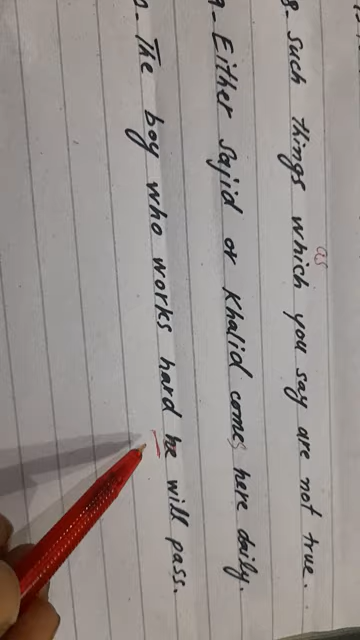 8- Such things which you say are not true.
as
9- Either Sajid or Khalid comes here daily.
The boy who works hard he will pass.